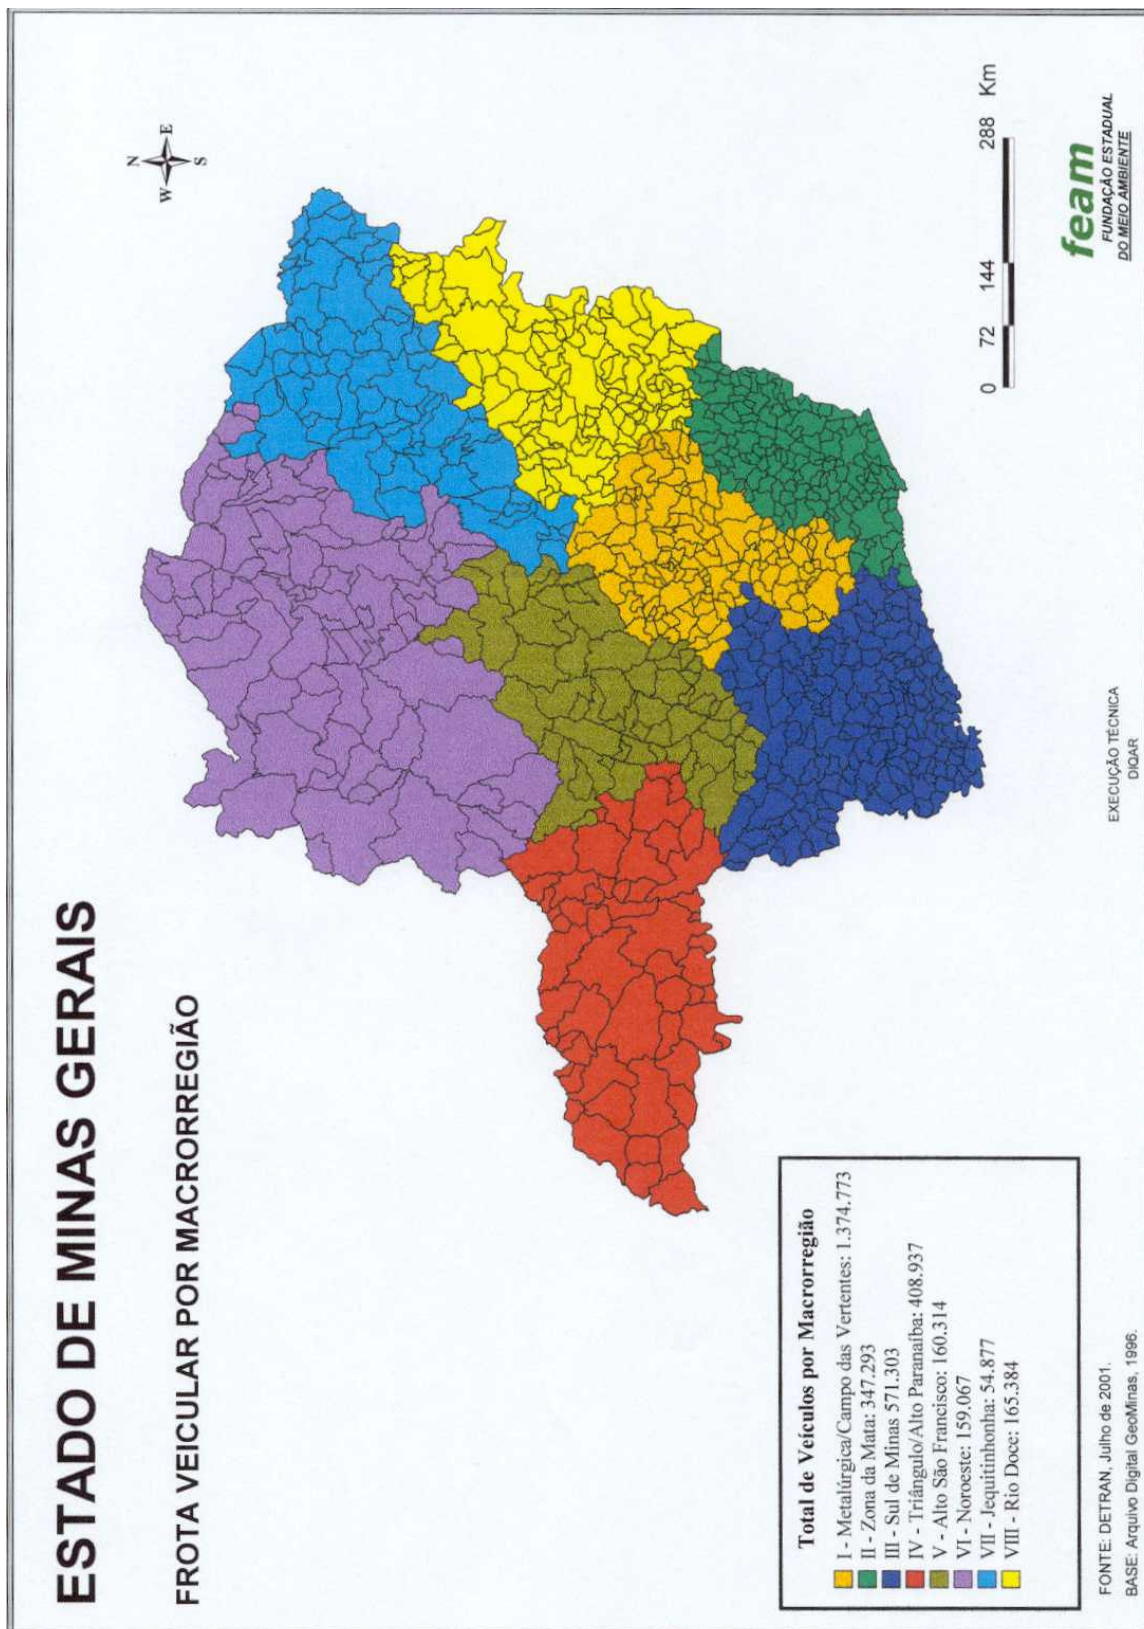 ESTADO DE MINAS GERAIS
FROTA VEICULAR POR MACRORREGIÃO
N
W
E
S
Total de Veículos por Macrorregião
I - Metalúrgica/Campo das Vertentes: 1.374.773
II - Zona da Mata: 347.293
III - Sul de Minas 571.303
IV - Triângulo/Alto Paranaíba: 408.937
V - Alto São Francisco: 160.314
VI - Noroeste: 159.067
VII - Jequitinhonha: 54.877
VIII - Rio Doce: 165.384
0 72 144 288 Km
feam
FUNDAÇÃO ESTADUAL
DO MEIO AMBIENTE
FONTE: DETRAN, Julho de 2001.
BASE: Arquivo Digital GeoMinas, 1996.
EXECUÇÃO TÉCNICA
DIQAR